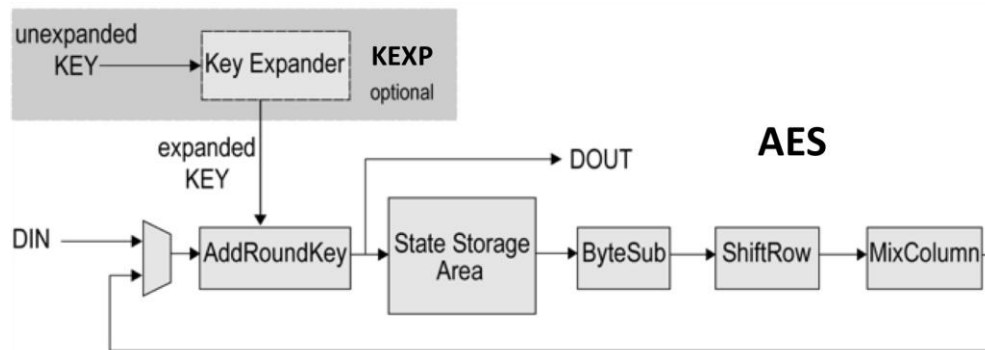 unexpanded
KEY
Key Expander
KEXP
optional
expanded
KEY
AES
DOUT
DIN
AddRoundKey
State Storage
Area
ByteSub
ShiftRow
MixColumn